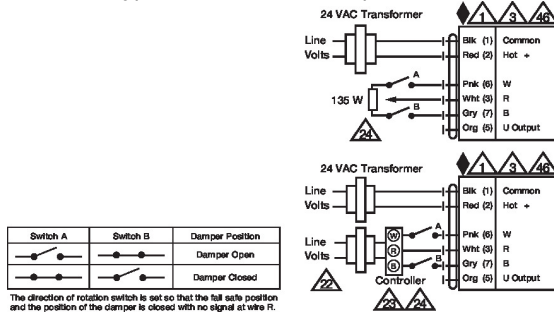 24 VAC Transformer
1 3 46
Line
Volts
Blk (1) Common
Red (2) Hot +
A
Pnk (6) W
135 W
Wht (3) R
B
Gry (7) B
Org (5) U Output
24
24 VAC Transformer
1 3 46
Line
Volts
Blk (1) Common
Red (2) Hot +
Line
Volts
W
A
Pnk (6) W
R
Wht (3) R
B
B
Gry (7) B
Org (5) U Output
Controller
22
23 24
Switch A Switch B Damper Position
Damper Open
Damper Closed
The direction of rotation switch is set so that the fail safe position
and the position of the damper is closed with no signal at wire R.